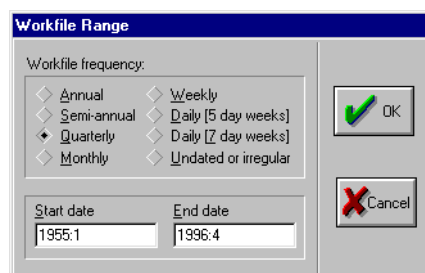 Workfile Range
Workfile frequency:
Annual
Semi-annual
Quarterly
Monthly
Weekly
Daily [5 day weeks]
Daily [7 day weeks]
Undated or irregular
Start date
1955:1
End date
1996:4
OK
Cancel